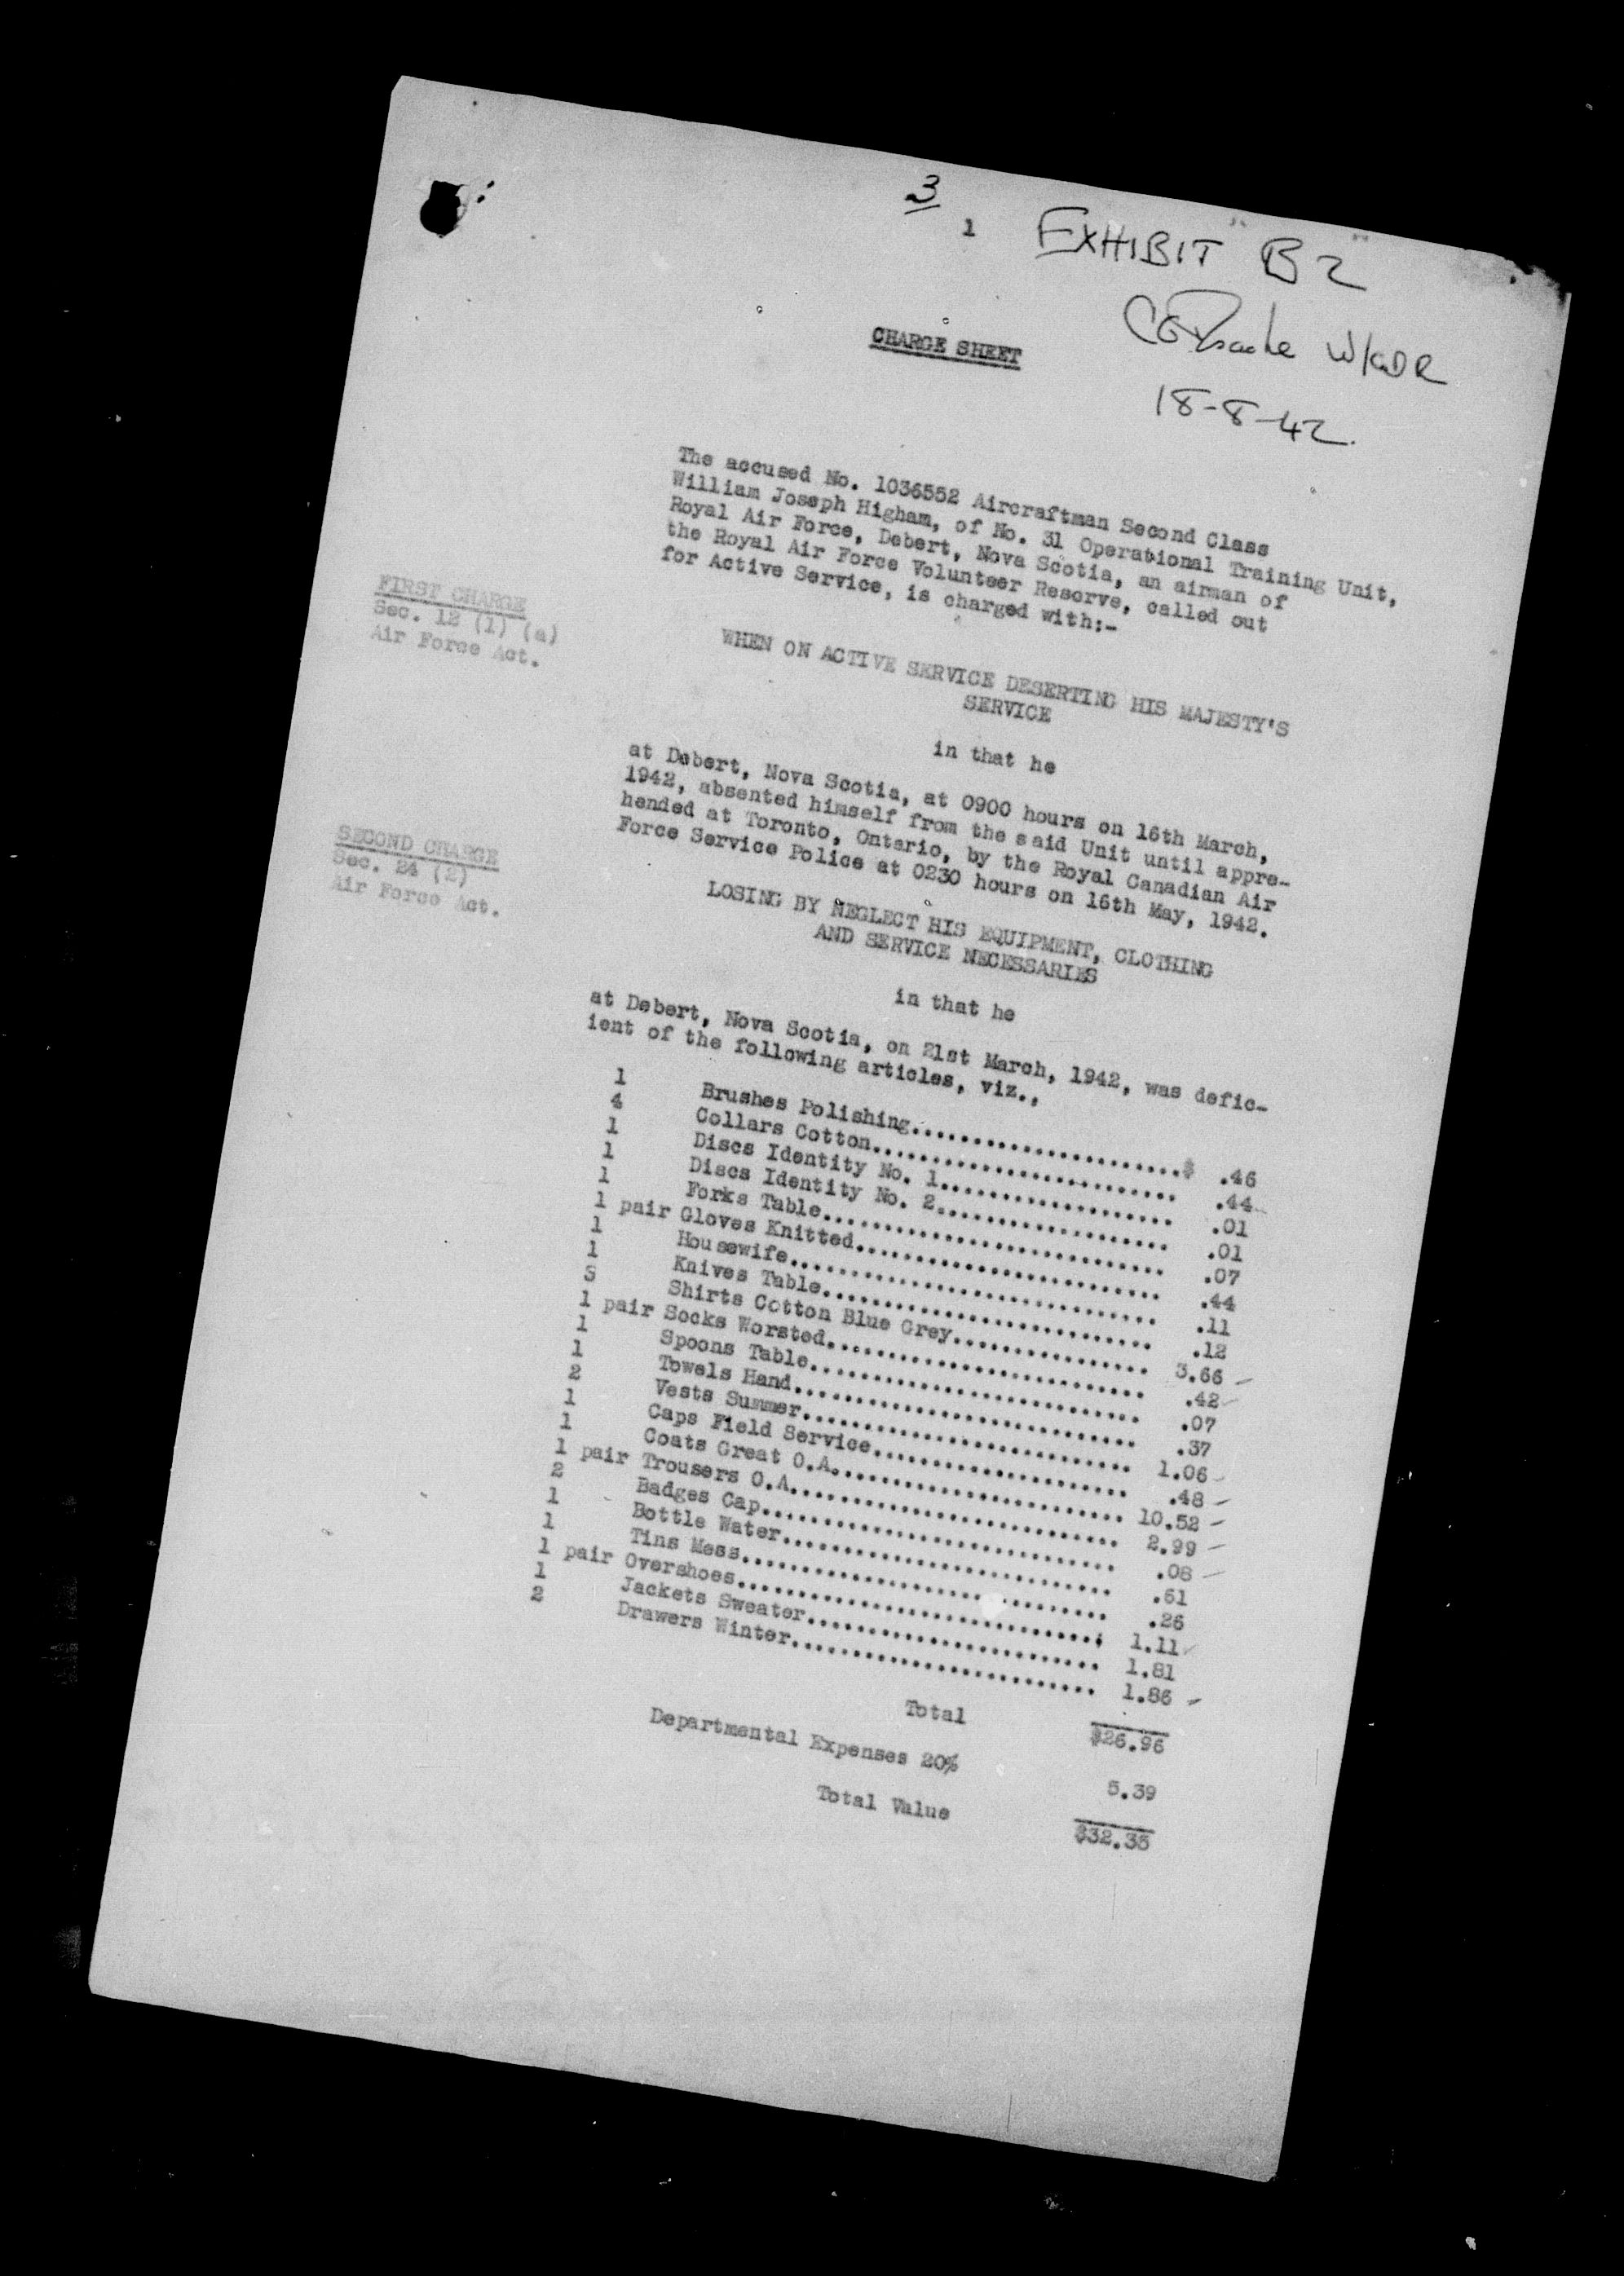 3
1
EXHIBIT "B2"
W/CDR
18-8-42.
CHARGE SHEET
The accused No. 1036552 Aircraftman Second Class
William Joseph Higham, of No. 31 Operational Training Unit,
Royal Air Force, Debert, Nova Scotia, an airman of
the Royal Air Force Volunteer Reserve, called out
for Active Service, is charged with:-
FIRST CHARGE
Sec. 12 (1) (a)
Air Force Act.
WHEN ON ACTIVE SERVICE DESERTING HIS MAJESTY'S
SERVICE
in that he
at Debert, Nova Scotia, at 0900 hours on 16th March,
1942, absented himself from the said Unit until appre-
hended at Toronto, Ontario, by the Royal Canadian Air
Force Service Police at 0230 hours on 16th May, 1942.
SECOND CHARGE
Sec. 24 (2)
Air Force Act.
LOSING BY NEGLECT HIS EQUIPMENT, CLOTHING
AND SERVICE NECESSARIES
in that he
at Debert, Nova Scotia, on 21st March, 1942, was defic-
ient of the following articles, viz.,
1 Brushes Polishing........................$ .46
4 Collars Cotton........................... .44
1 Discs Identity No. 1.................... .01
1 Discs Identity No. 2.................... .01
1 Forks Table............................. .07
1 pair Gloves Knitted.......................... .44
1 Housewife............................... .11
1 Knives Table............................ .12
3 Shirts Cotton Blue Grey................. 3.66
1 pair Socks Worsted........................... .42
1 Spoons Table............................ .07
1 Towels Hand............................. .37
2 Vests Summer............................ 1.06
1 Caps Field Service...................... .48
1 Coats Great O.A......................... 10.52
1 pair Trousers O.A............................ 2.99
2 Badges Cap.............................. .08
1 Bottle Water............................ .61
1 Tins Mess............................... .26
1 pair Overshoes............................... 1.11
1 Jackets Sweater......................... 1.81
2 Drawers Winter.......................... 1.86
Total $26.96
Departmental Expenses 20% 5.39
Total Value $32.35